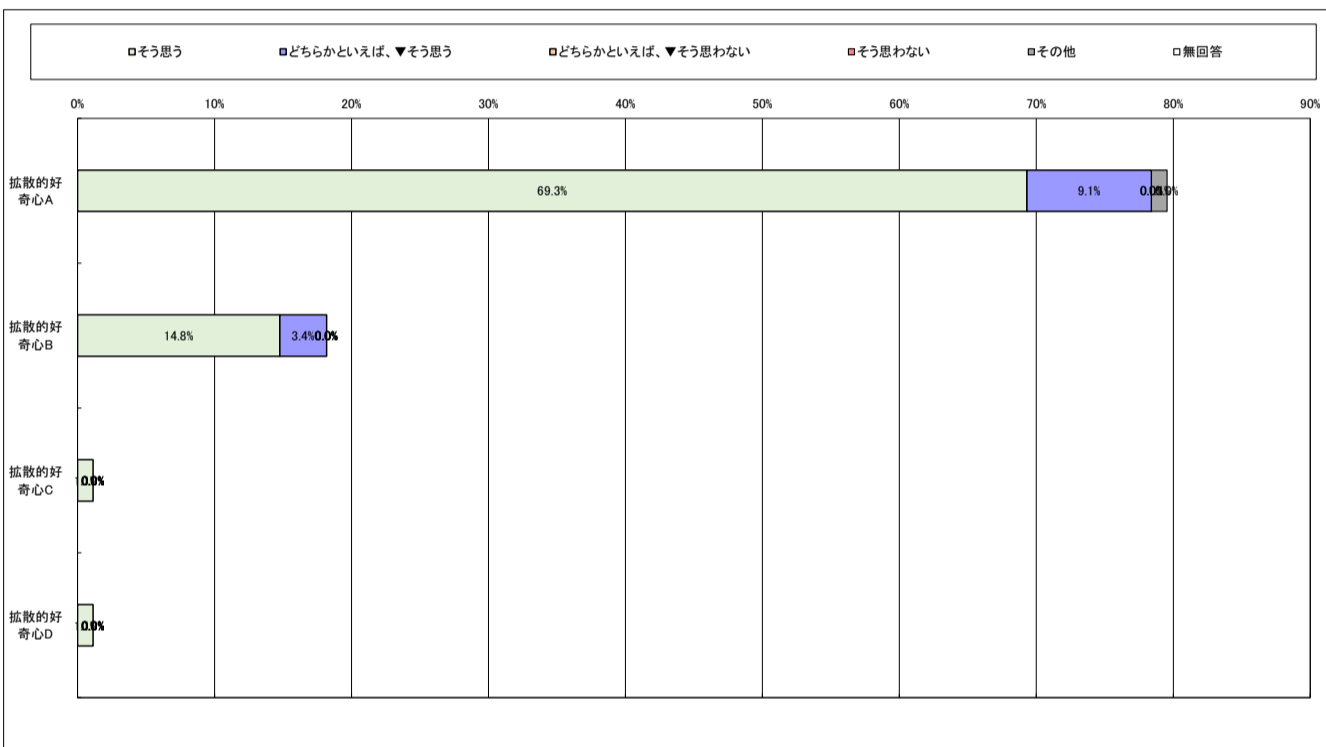 そう思う
どちらかといえば、▼そう思う
どちらかといえば、▼そう思わない
そう思わない
その他
無回答
0% 10% 20% 30% 40% 50% 60% 70% 80% 90%
拡散的好
奇心A
69.3% 9.1%
拡散的好
奇心B
14.8% 3.4% 0.0%
拡散的好
奇心C
拡散的好
奇心D